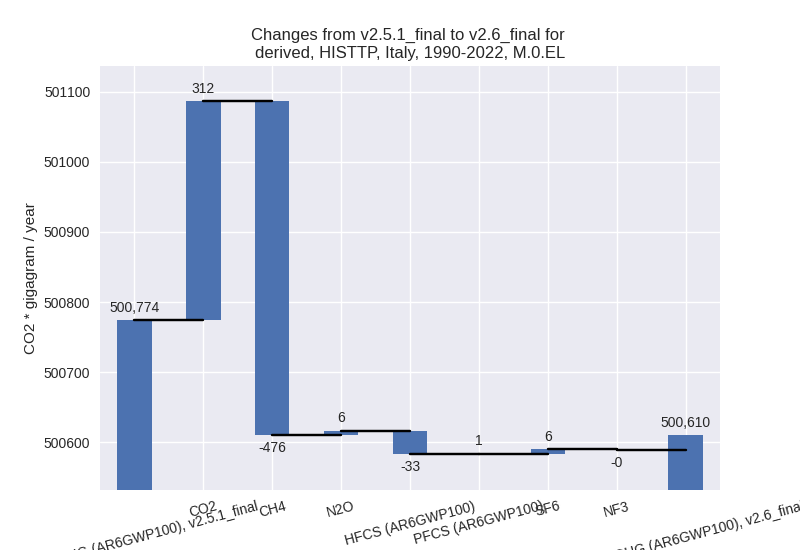 Changes from v2.5.1_final to v2.6_final for
derived, HISTTP, Italy, 1990-2022, M.0.EL
CO2 * gigagram / year
501100
501000
500900
500800
500700
500600
500,774
312
-476
6
-33
1
6
-0
500,610
(AR6GWP100), v2.5.1_final
CO2
CH4
N2O
HFCS (AR6GWP100)
PFCS (AR6GWP100)
SF6
NF3
(AR6GWP100), v2.6_final